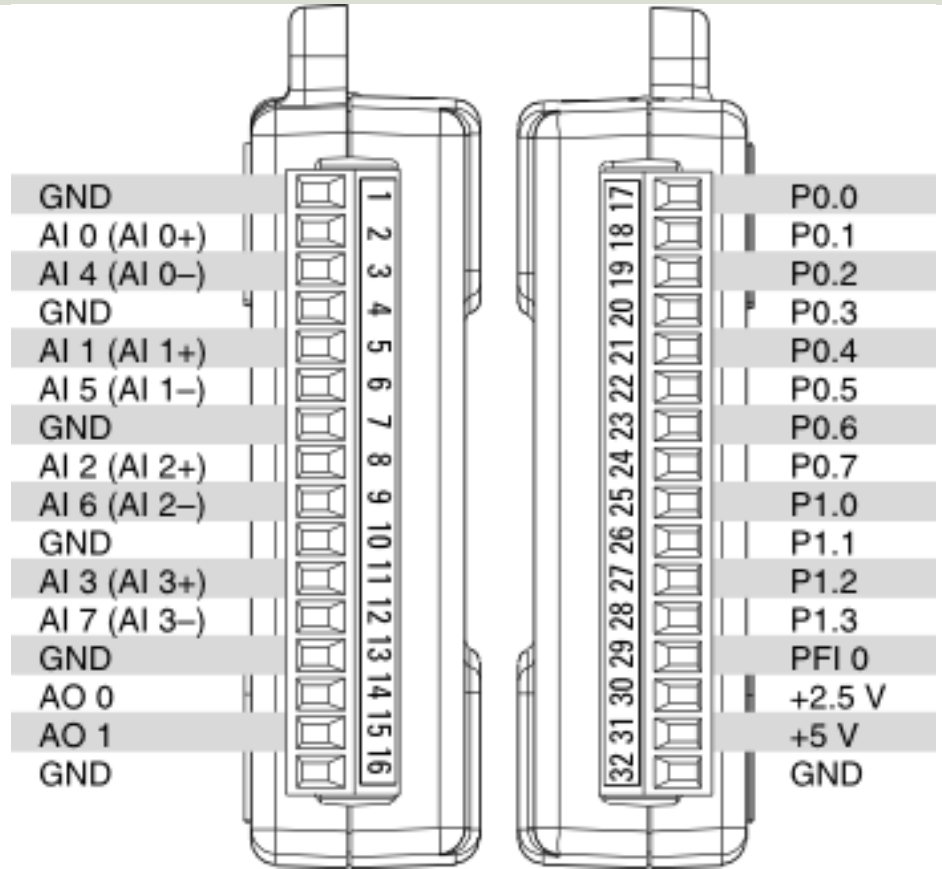 GND 1
AI 0 (AI 0+) 2
AI 4 (AI 0–) 3
GND 4
AI 1 (AI 1+) 5
AI 5 (AI 1–) 6
GND 7
AI 2 (AI 2+) 8
AI 6 (AI 2–) 9
GND 10
AI 3 (AI 3+) 11
AI 7 (AI 3–) 12
GND 13
AO 0 14
AO 1 15
GND 16
17 P0.0
18 P0.1
19 P0.2
20 P0.3
21 P0.4
22 P0.5
23 P0.6
24 P0.7
25 P1.0
26 P1.1
27 P1.2
28 P1.3
29 PFI 0
30 +2.5 V
31 +5 V
32 GND